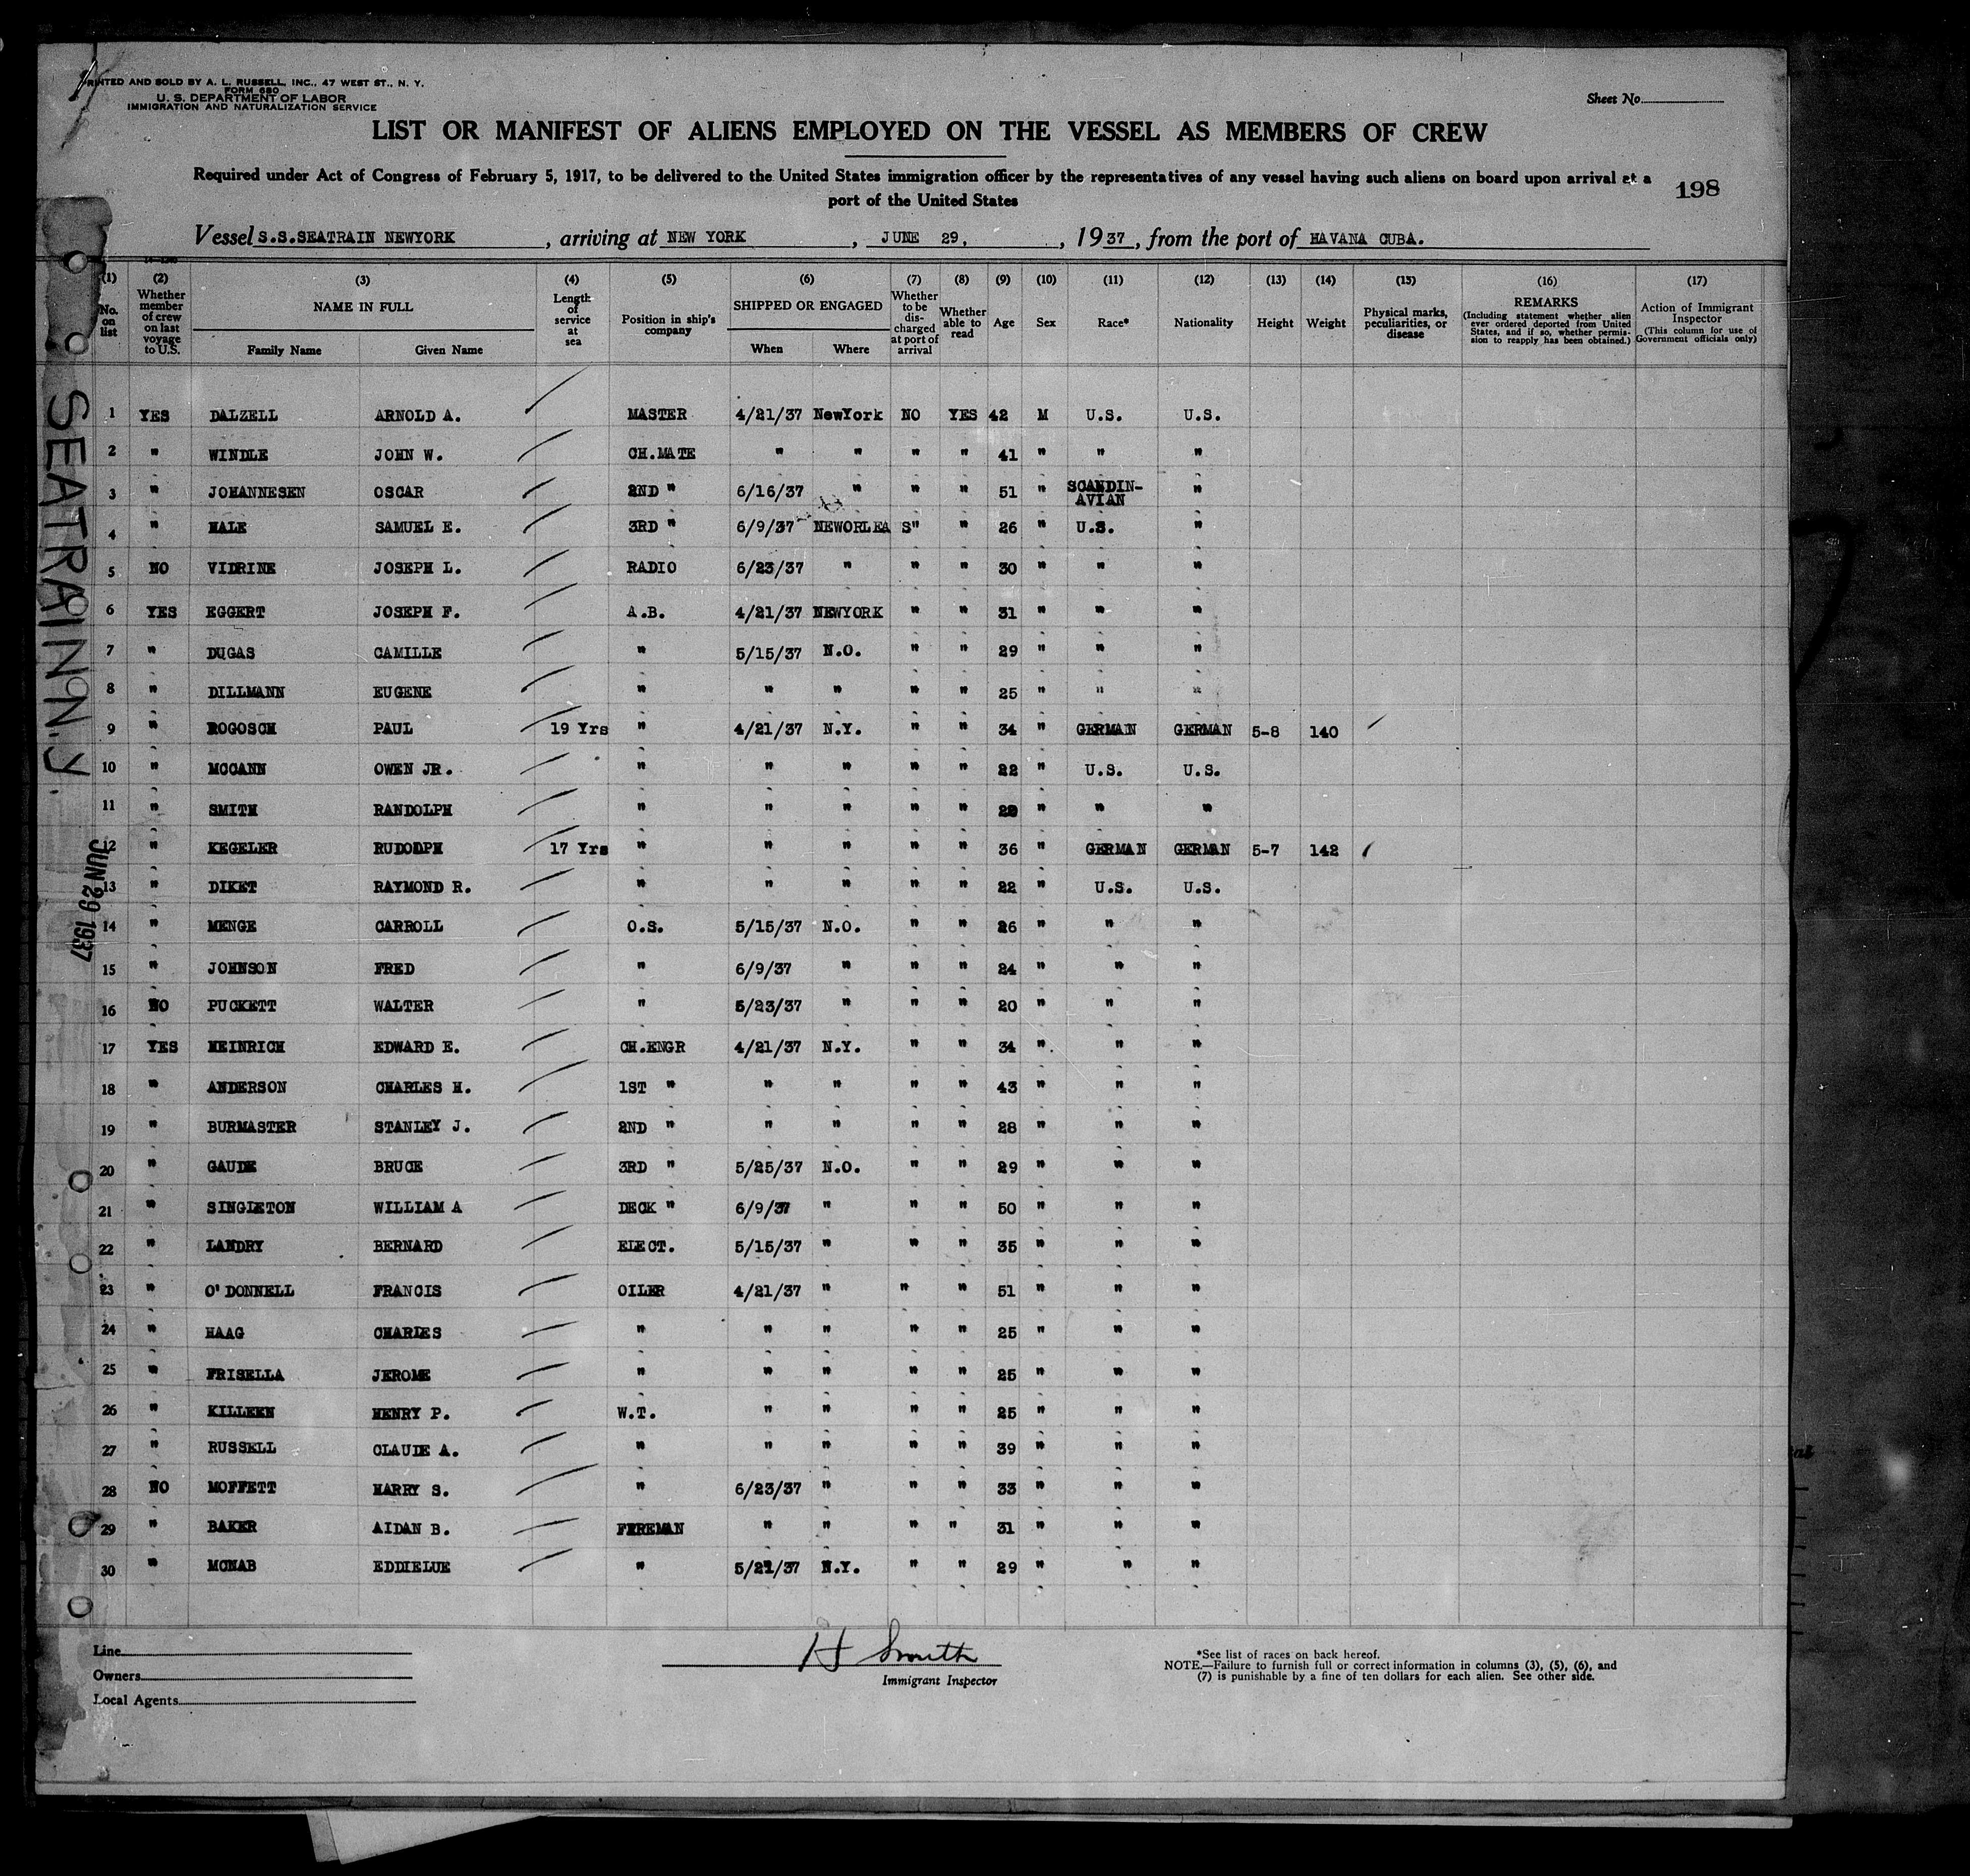 PRINTED AND SOLD BY A. L. RUSSELL, INC., 47 WEST ST., N. Y.
FORM 680
U. S. DEPARTMENT OF LABOR
IMMIGRATION AND NATURALIZATION SERVICE
Sheet No.
LIST OR MANIFEST OF ALIENS EMPLOYED ON THE VESSEL AS MEMBERS OF CREW
Required under Act of Congress of February 5, 1917, to be delivered to the United States immigration officer by the representatives of any vessel having such aliens on board upon arrival at a
port of the United States
198
Vessel S.S.SEATRAIN NEWYORK, arriving at NEW YORK, JUNE 29, 1937, from the port of HAVANA CUBA.
(1) (2) (3) (4) (5) (6) (7) (8) (9) (10) (11) (12) (13) (14) (15) (16) (17)
No. on list
Whether member of crew on last voyage to U.S.
NAME IN FULL
Family Name Given Name
Length of service at sea
Position in ship's company
SHIPPED OR ENGAGED
When Where
Whether to be discharged at port of arrival
Whether able to read
Age
Sex
Race*
Nationality
Height
Weight
Physical marks, peculiarities, or disease
REMARKS
(Including statement whether alien ever ordered deported from United States, and if so, whether permission to reapply has been obtained.)
Action of Immigrant Inspector
(This column for use of Government officials only)
1 YES DALZELL ARNOLD A. MASTER 4/21/37 NewYork NO YES 42 M U.S. U.S.
2 " WINDLE JOHN W. CH.MATE " " " " 41 " " "
3 " JOHANNESEN OSCAR 2ND " 6/16/37 " " " 51 " SCANDIN-AVIAN "
4 " HALE SAMUEL E. 3RD " 6/9/37 NEWORLEA S" " 26 " U.S. "
5 NO VIDRINE JOSEPH L. RADIO 6/23/37 " " " 30 " " "
6 YES EGGERT JOSEPH F. A.B. 4/21/37 NEWYORK " " 31 " " "
7 " DUGAS CAMILLE " 5/15/37 N.O. " " 29 " " "
8 " DILLMANN EUGENE " " " " " 25 " " "
9 " ROGOSCH PAUL 19 Yrs " 4/21/37 N.Y. " " 34 " GERMAN GERMAN 5-8 140
10 " MCCANN OWEN JR. " " " " " 22 " U.S. U.S.
11 " SMITH RANDOLPH " " " " " " " "
12 " KEGELER RUDOLPH 17 Yrs " " " " " 36 " GERMAN GERMAN 5-7 142
13 " DIKET RAYMOND R. " " " " " 22 " U.S. U.S.
14 " MENGE CARROLL O.S. 5/15/37 N.O. " " 26 " " "
15 " JOHNSON FRED " 6/9/37 " " " 24 " " "
16 NO PUCKETT WALTER " 6/23/37 " " " 20 " " "
17 YES HEINRICH EDWARD E. CH.ENGR 4/21/37 N.Y. " " 34 " " "
18 " ANDERSON CHARLES H. 1ST " " " " " 43 " " "
19 " BURMASTER STANLEY J. 2ND " " " " " 28 " " "
20 " GAUDE BRUCE 3RD " 5/25/37 N.O. " " 29 " " "
21 " SINGLETON WILLIAM A DECK " 6/9/37 " " " 50 " " "
22 " LANDRY BERNARD ELECT. 5/15/37 " " " 35 " " "
23 " O'DONNELL FRANCIS OILER 4/21/37 " " " 51 " " "
24 " HAAG CHARLES " " " " " 25 " " "
25 " FRISELLA JEROME " " " " " 25 " " "
26 " KILLEEN HENRY P. W.T. " " " " 25 " " "
27 " RUSSELL CLAUDE A. " " " " " 39 " " "
28 NO MOFFETT HARRY S. " 6/23/37 " " " 33 " " "
29 " BAKER AIDAN B. FIREMAN " " " " 31 " " "
30 " MCNAB EDDIELUE " 5/21/37 N.Y. " " 29 " " "
SEATRAIN N.Y.
JUN 29 1937
Line
Owners
Local Agents
H Smith
Immigrant Inspector
*See list of races on back hereof.
NOTE.—Failure to furnish full or correct information in columns (3), (5), (6), and
(7) is punishable by a fine of ten dollars for each alien. See other side.